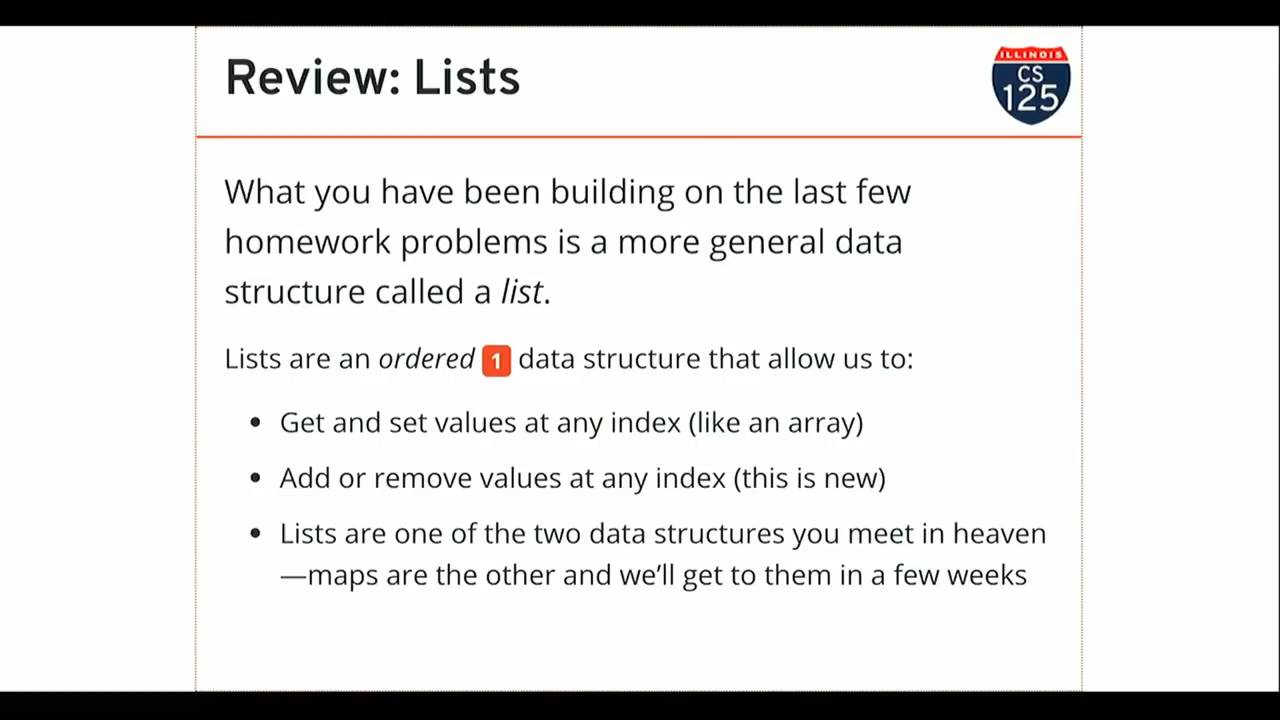 Review: Lists
ILLINOIS
CS
125
What you have been building on the last few
homework problems is a more general data
structure called a list.
Lists are an ordered 1 data structure that allow us to:
• Get and set values at any index (like an array)
• Add or remove values at any index (this is new)
• Lists are one of the two data structures you meet in heaven
—maps are the other and we’ll get to them in a few weeks